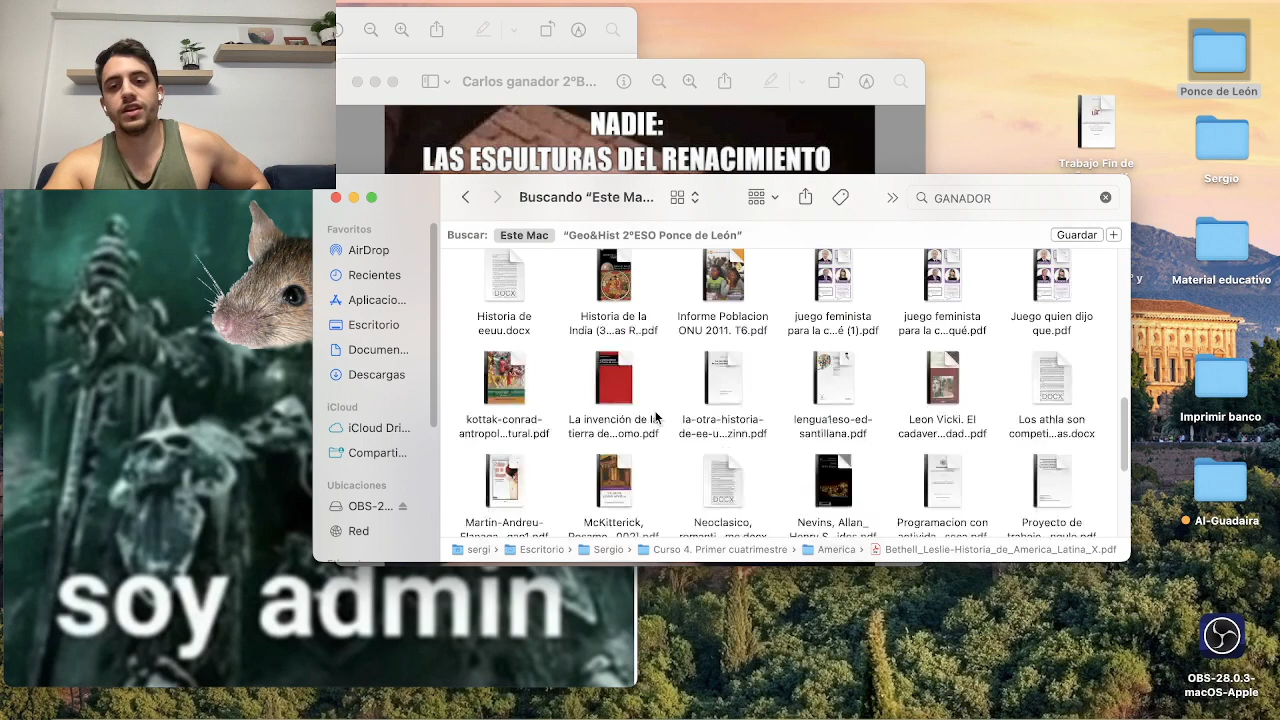 Carlos ganador 2ºB...
NADIE:
LAS ESCULTURAS DEL RENACIMIENTO
Buscando “Este Ma...
GANADOR
Buscar:
Este Mac
“Geo&Hist 2ºESO Ponce de León”
Guardar
Favoritos
AirDrop
Recientes
Aplicacio...
Escritorio
Documen...
Descargas
iCloud
iCloud Dri...
Comparti...
Ubicaciones
OBS-2...
Red
Historia de
eeuu.docx
Historia de la
India (3...as R..pdf
Informe Poblacion
ONU 2011. T6.pdf
juego feminista
para la c...é (1).pdf
juego feminista
para la c...qué.pdf
Juego quien dijo
que.pdf
kottak-conrad-
antropol...tural.pdf
La invención de la
tierra de...omo.pdf
la-otra-historia-
de-ee-u...zinn.pdf
lengua1eso-ed-
santillana.pdf
Leon Vicki. El
cadaver...dad..pdf
DOCX
DOCX
Los athla son
competi...as.docx
Martin-Andreu-
McKitterick,
Neoclasico,
Nevins, Allan_
Programacion con
Proyecto de
DOCX
sergi
Escritorio
Sergio
Curso 4. Primer cuatrimestre
America
Bethell_Leslie-Historia_de_America_Latina_X.pdf
soy admin
Ponce de León
Trabajo Fin de
Sergio
Material educativo
y
Imprimir banco
Al-Guadaira
OBS-28.0.3-
macOS-Apple